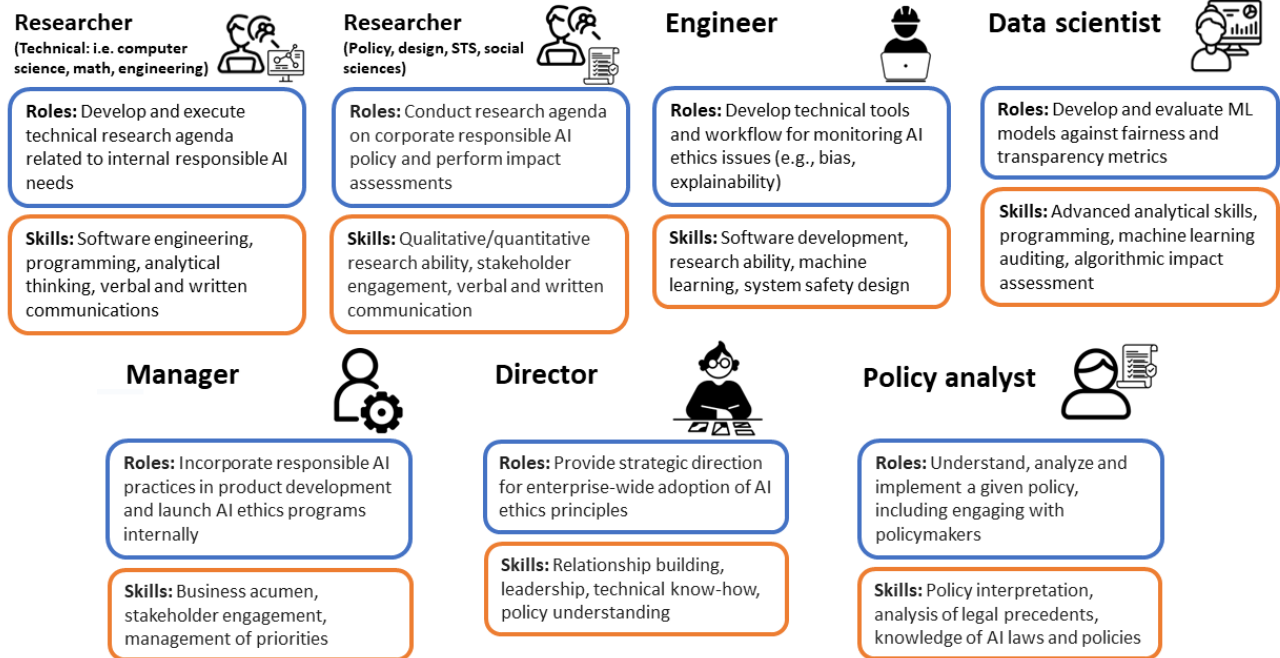 Researcher
(Technical: i.e. computer
science, math, engineering)
Roles: Develop and execute
technical research agenda
related to internal responsible AI
needs
Skills: Software engineering,
programming, analytical
thinking, verbal and written
communications
Researcher
(Policy, design, STS, social
sciences)
Roles: Conduct research agenda
on corporate responsible AI
policy and perform impact
assessments
Skills: Qualitative/quantitative
research ability, stakeholder
engagement, verbal and written
communication
Engineer
Roles: Develop technical tools
and workflow for monitoring AI
ethics issues (e.g., bias,
explainability)
Skills: Software development,
research ability, machine
learning, system safety design
Data scientist
Roles: Develop and evaluate ML
models against fairness and
transparency metrics
Skills: Advanced analytical skills,
programming, machine learning
auditing, algorithmic impact
assessment
Manager
Roles: Incorporate responsible AI
practices in product development
and launch AI ethics programs
internally
Skills: Business acumen,
stakeholder engagement,
management of priorities
Director
Roles: Provide strategic direction
for enterprise-wide adoption of AI
ethics principles
Skills: Relationship building,
leadership, technical know-how,
policy understanding
Policy analyst
Roles: Understand, analyze and
implement a given policy,
including engaging with
policymakers
Skills: Policy interpretation,
analysis of legal precedents,
knowledge of AI laws and policies